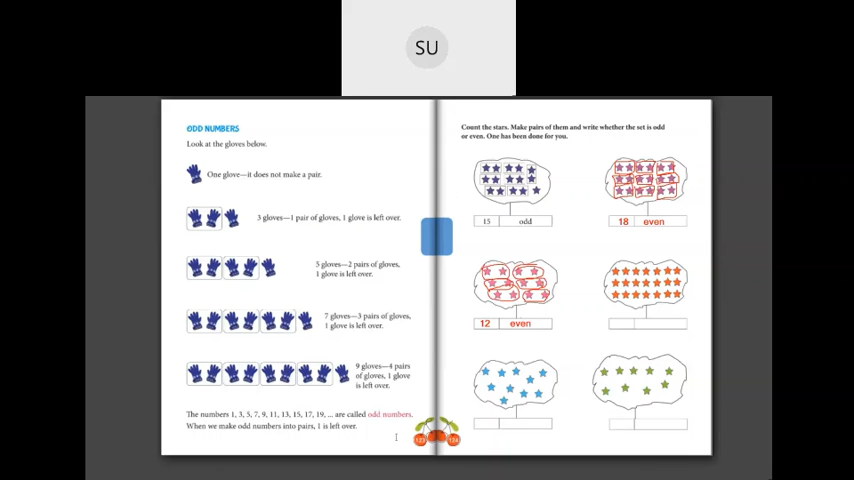 SU
ODD NUMBERS
Look at the gloves below.
One glove—it does not make a pair.
3 gloves—1 pair of gloves, 1 glove is left over.
5 gloves—2 pairs of gloves,
1 glove is left over.
7 gloves—3 pairs of gloves,
1 glove is left over.
9 gloves—4 pairs
of gloves, 1 glove
is left over.
The numbers 1, 3, 5, 7, 9, 11, 13, 15, 17, 19, ... are called odd numbers.
When we make odd numbers into pairs, 1 is left over.
123
Count the stars. Make pairs of them and write whether the set is odd
or even. One has been done for you.
15 odd
18 even
12 even
124